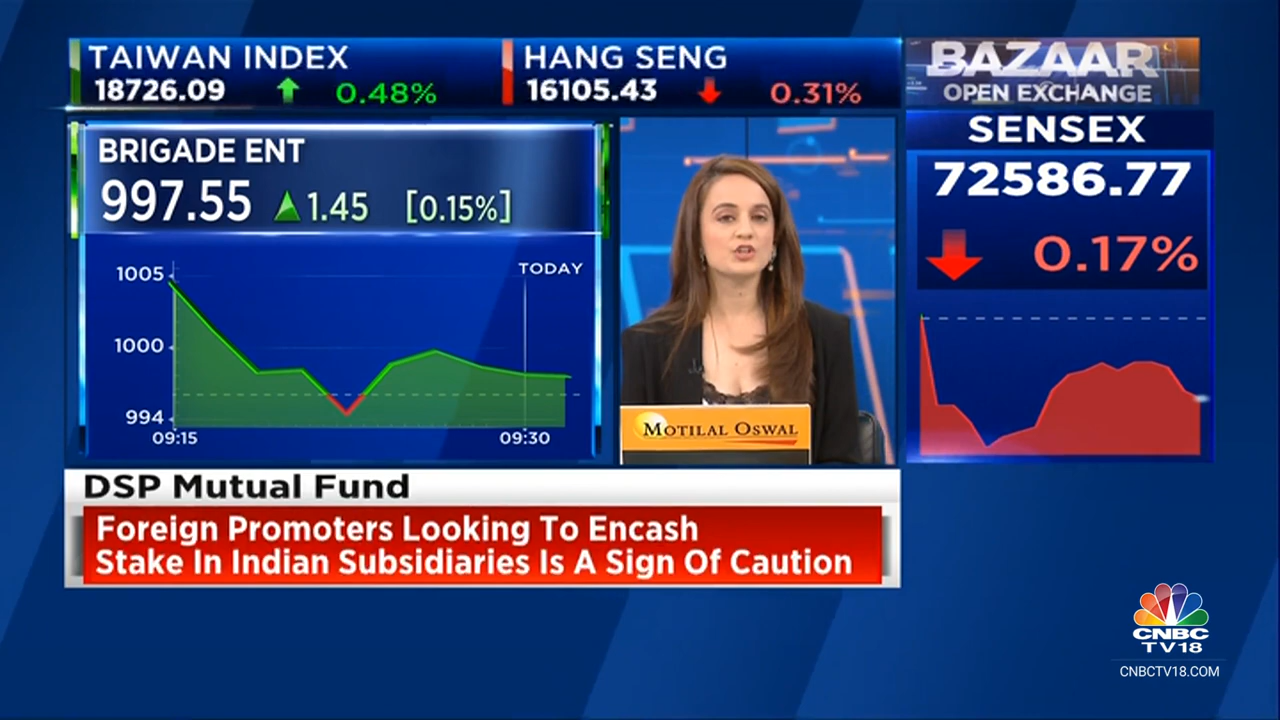 TAIWAN INDEX
18726.09 0.48%
HANG SENG
16105.43 0.31%
BAZAAR
OPEN EXCHANGE
BRIGADE ENT
997.55 1.45 [0.15%]
1005
1000
994
TODAY
09:15 09:30
MOTILAL OSWAL
SENSEX
72586.77
0.17%
DSP Mutual Fund
Foreign Promoters Looking To Encash
Stake In Indian Subsidiaries Is A Sign Of Caution
CNBC
TV18
CNBCTV18.COM